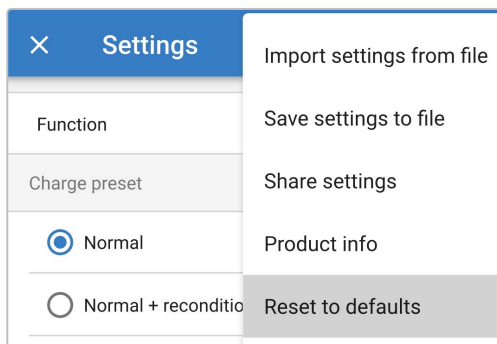 Settings
Function
Charge preset
Normal
Normal + reconditio
Import settings from file
Save settings to file
Share settings
Product info
Reset to defaults